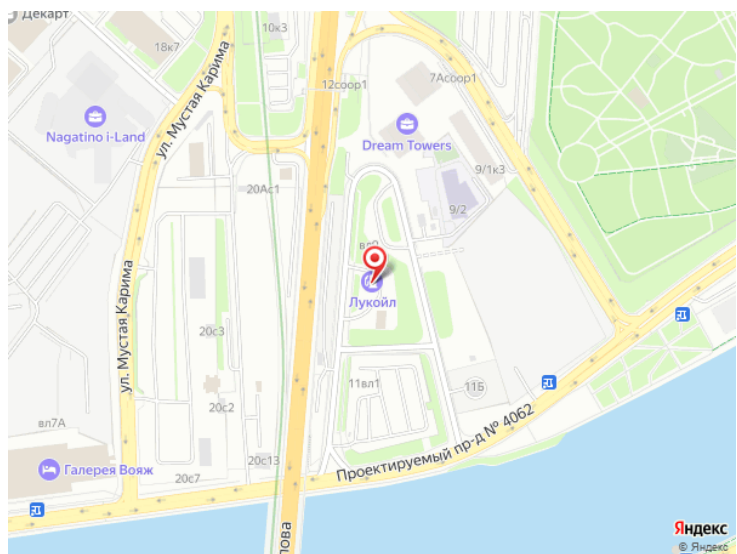 Декарт
18к7
10к3
12соор1
7Асоор1
ул. Мустая Карима
Nagatino i-Land
Dream Towers
9/1к3
20Ас1
9/2
вл9
Лукойл
ул. Мустая Карима
20с3
11вл1
11Б
20с2
вл7А
Проектируемый пр-д № 4062
Галерея Вояж
20с13
20с7
Яндекс
© Яндекс